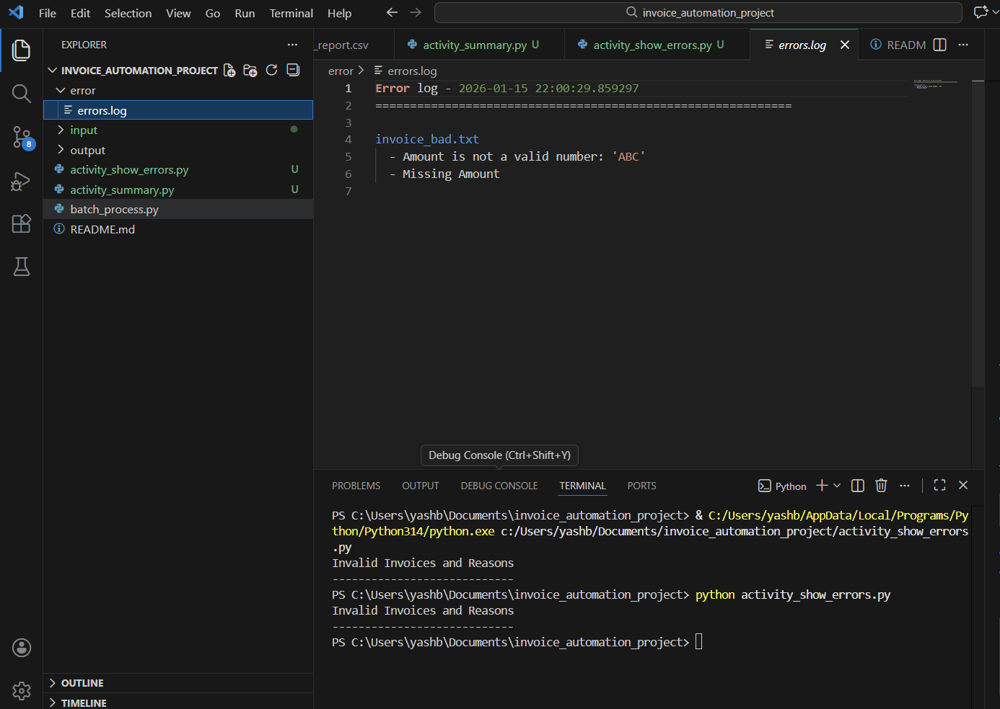 File Edit Selection View Go Run Terminal Help
invoice_automation_project
EXPLORER
_report.csv
activity_summary.py U
activity_show_errors.py U
errors.log
READM
INVOICE_AUTOMATION_PROJECT
error
errors.log
input
output
activity_show_errors.py U
activity_summary.py U
batch_process.py
README.md
8
error > errors.log
1 Error log - 2026-01-15 22:00:29.859297
2 ============================================================
3
4 invoice_bad.txt
5 - Amount is not a valid number: 'ABC'
6 - Missing Amount
7
Debug Console (Ctrl+Shift+Y)
PROBLEMS OUTPUT DEBUG CONSOLE TERMINAL PORTS
Python
PS C:\Users\yashb\Documents\invoice_automation_project> & C:/Users/yashb/AppData/Local/Programs/Py
thon/Python314/python.exe c:/Users/yashb/Documents/invoice_automation_project/activity_show_errors
.py
Invalid Invoices and Reasons
----------------------------
PS C:\Users\yashb\Documents\invoice_automation_project> python activity_show_errors.py
Invalid Invoices and Reasons
----------------------------
PS C:\Users\yashb\Documents\invoice_automation_project>
OUTLINE
TIMELINE